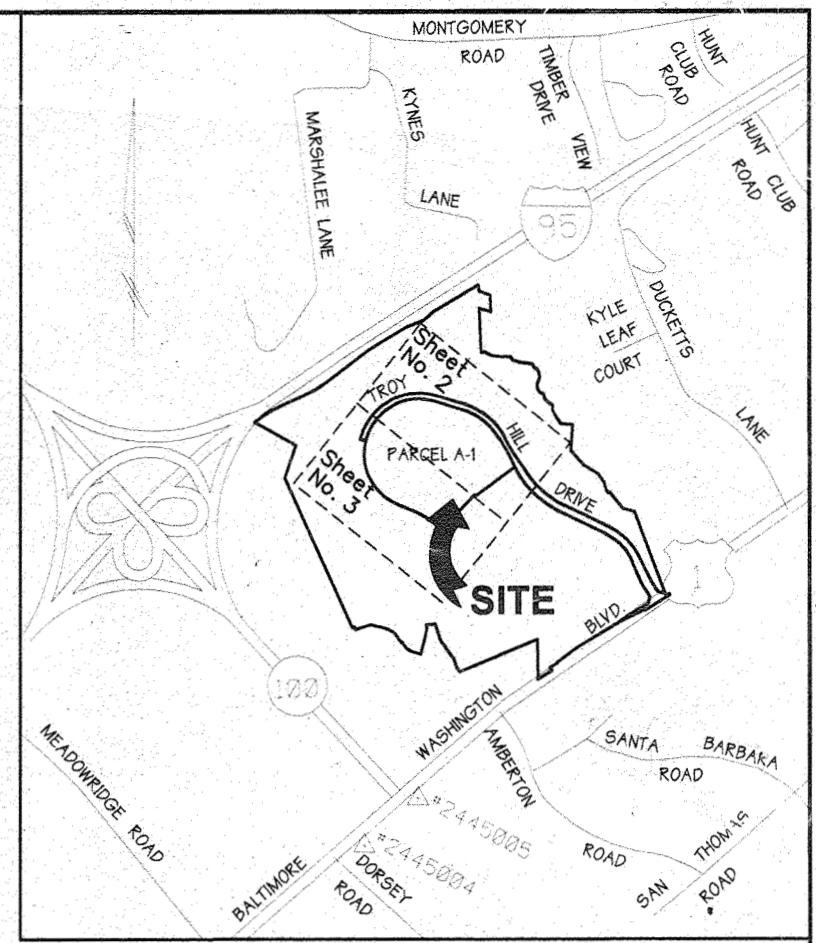 MONTGOMERY
ROAD
TIMBER
DRIVE
VIEW
HUNT
CLUB
ROAD
HUNT
CLUB
ROAD
KYNES
LANE
MARSHALEE LANE
95
KYLE
LEAF
COURT
DUCKETTS
LANE
Sheet
No. 2
TROY
HILL
DRIVE
PARCEL A-1
Sheet
No. 3
SITE
1
BLVD.
WASHINGTON
BALTIMORE
100
MEADOWRIDGE ROAD
AMBERTON
ROAD
SANTA BARBAKA
ROAD
SAN THOMAS
ROAD
#2445005
#2445004
DORSEY
ROAD